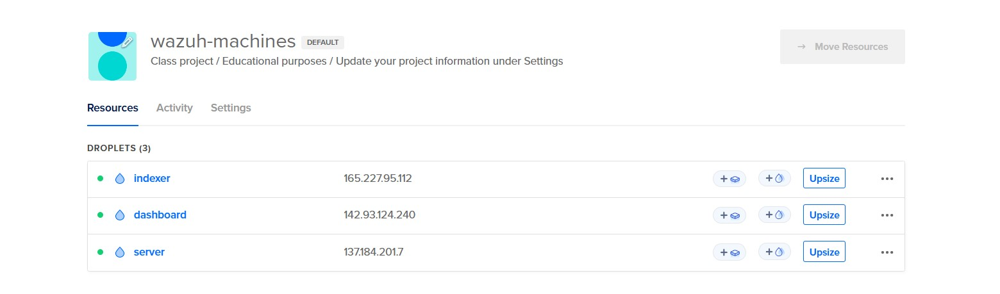 wazuh-machines DEFAULT
→ Move Resources
Class project / Educational purposes / Update your project information under Settings
Resources Activity Settings
DROPLETS (3)
indexer 165.227.95.112 + + Upsize ...
dashboard 142.93.124.240 + + Upsize ...
server 137.184.201.7 + + Upsize ...